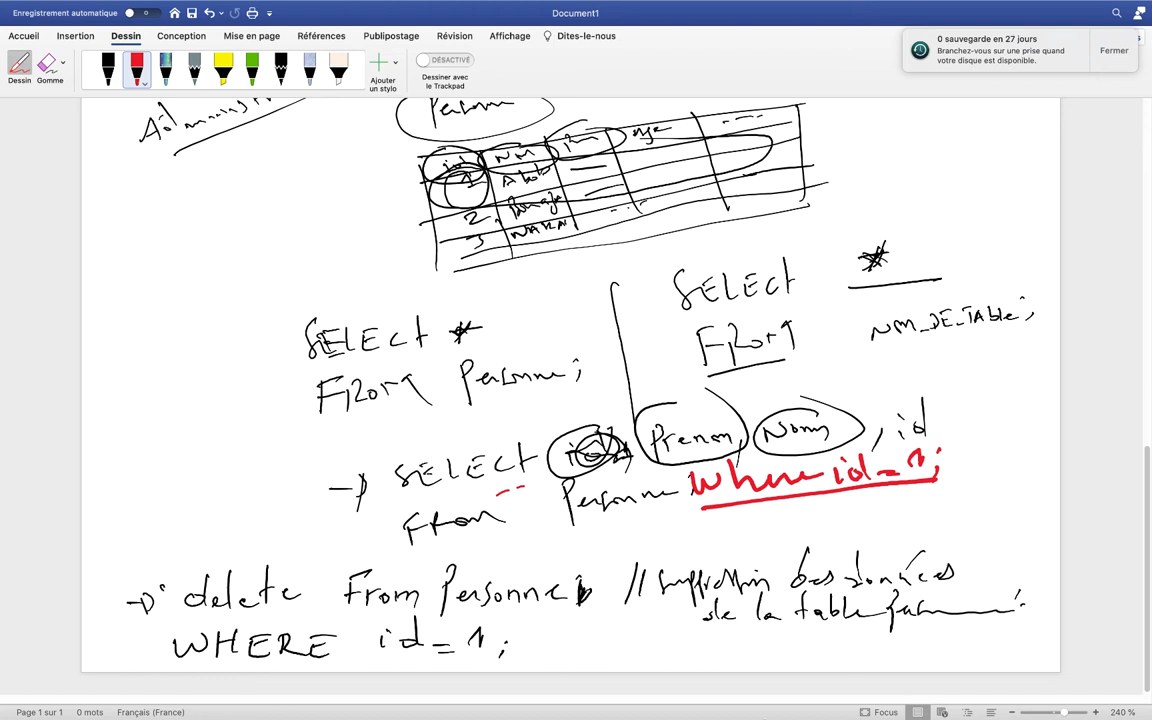 Enregistrement automatique
Document1
Accueil Insertion Dessin Conception Mise en page Références Publipostage Révision Affichage Dites-le-nous
0 sauvegarde en 27 jours
Branchez-vous sur une prise quand
votre disque est disponible.
Fermer
Dessin Gomme
Ajouter
un stylo
DÉSACTIVÉ
Dessiner avec
le Trackpad
Personne
id NM age ----
1
2
3
SELECT *
NM_DE_TAble;
FROM
SELECT *
FROM Personne;
SELECT Prenom, Nom, id
From Personne where id = 1;
delete From Personne // des données
WHERE id = 1; de la table
Page 1 sur 1 0 mots Français (France) Focus 240 %